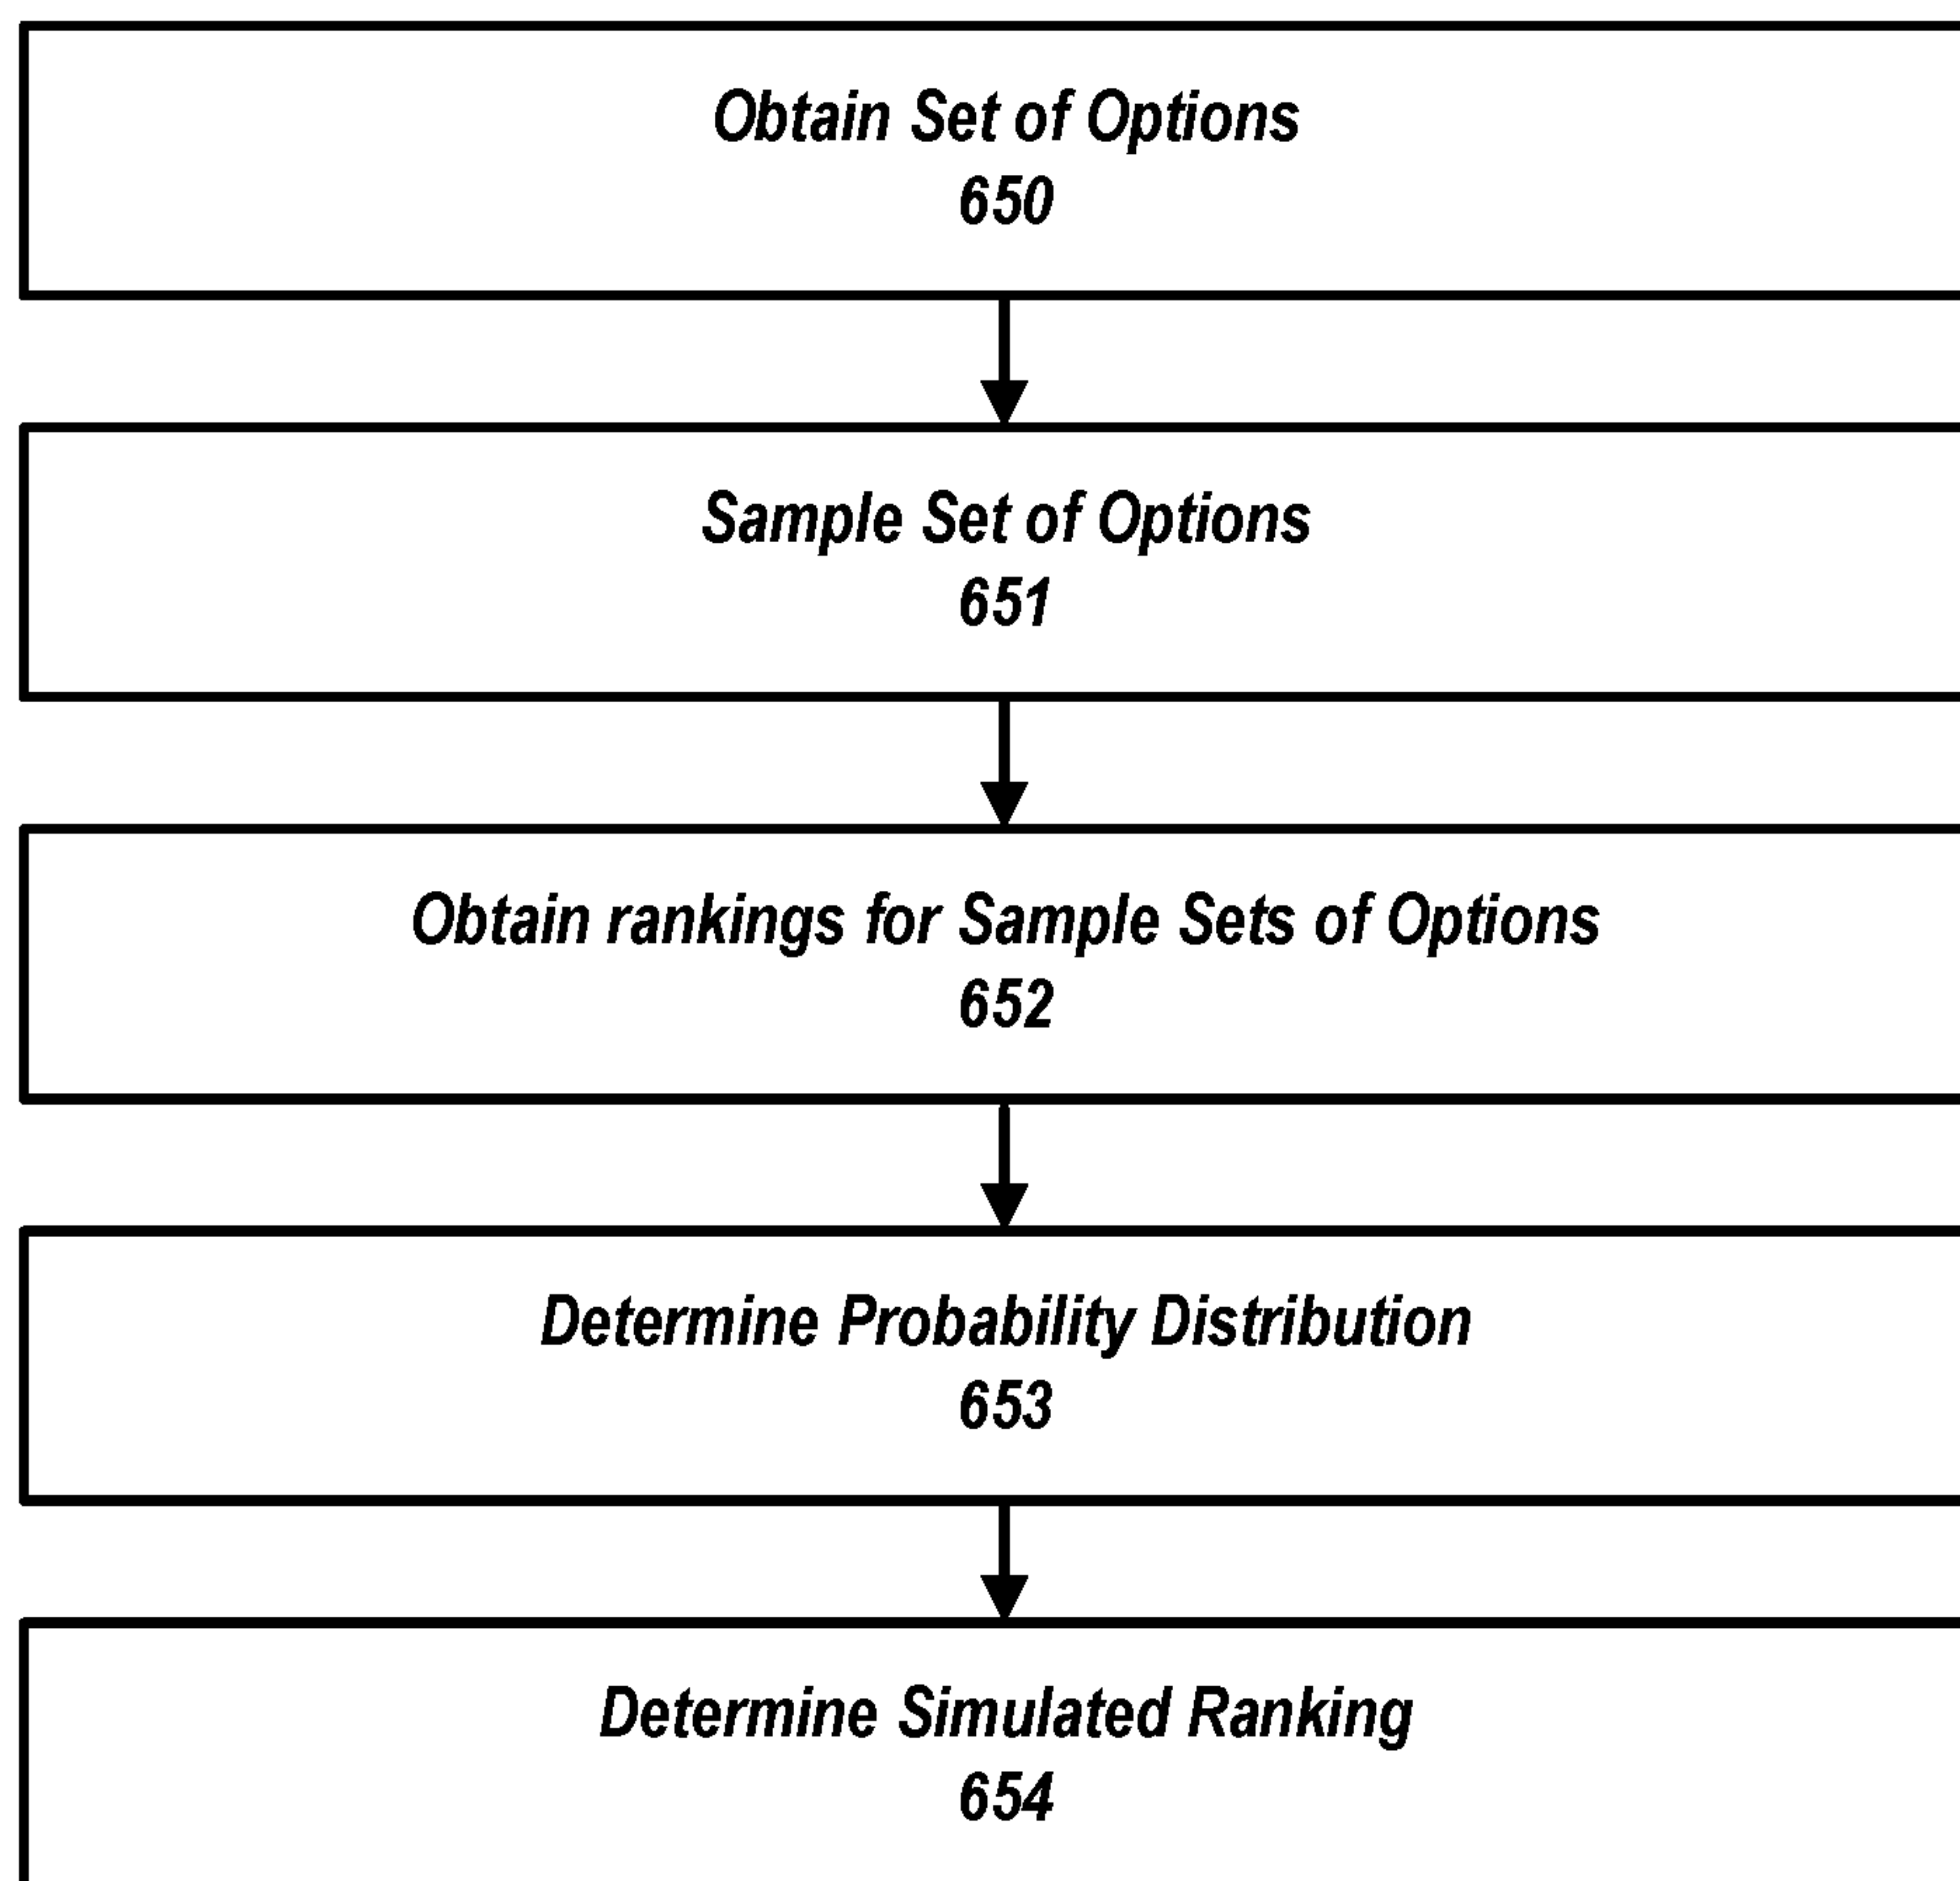 Obtain Set of Options
650
Sample Set of Options
651
Obtain rankings for Sample Sets of Options
652
Determine Probability Distribution
653
Determine Simulated Ranking
654